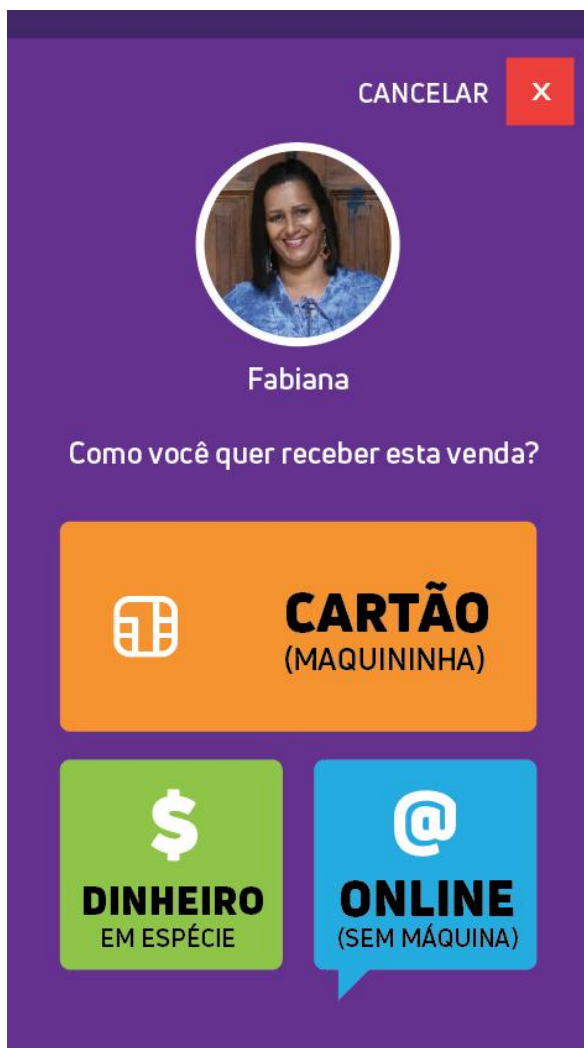 CANCELAR X
Fabiana
Como você quer receber esta venda?
CARTÃO
(MAQUININHA)
$
DINHEIRO
EM ESPÉCIE
@
ONLINE
(SEM MÁQUINA)